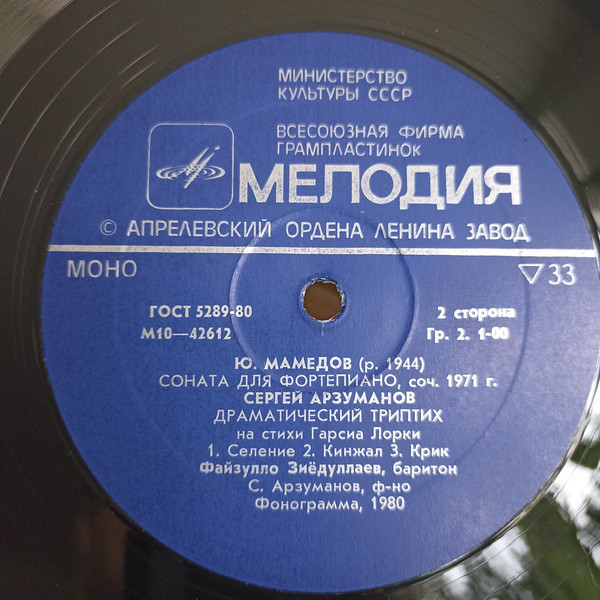 МИНИСТЕРСТВО
КУЛЬТУРЫ СССР
ВСЕСОЮЗНАЯ ФИРМА
ГРАМПЛАСТИНОК
МЕЛОДИЯ
© АПРЕЛЕВСКИЙ ОРДЕНА ЛЕНИНА ЗАВОД
МОНО ▽33
ГОСТ 5289-80 2 сторона
М10—42612 Гр. 2. 1-00
Ю. МАМЕДОВ (р. 1944)
СОНАТА ДЛЯ ФОРТЕПИАНО, соч. 1971 г.
СЕРГЕЙ АРЗУМАНОВ
ДРАМАТИЧЕСКИЙ ТРИПТИХ
на стихи Гарсиа Лорки
1. Селение 2. Кинжал 3. Крик
Файзулло Зиёдуллаев, баритон
С. Арзуманов, ф-но
Фонограмма, 1980